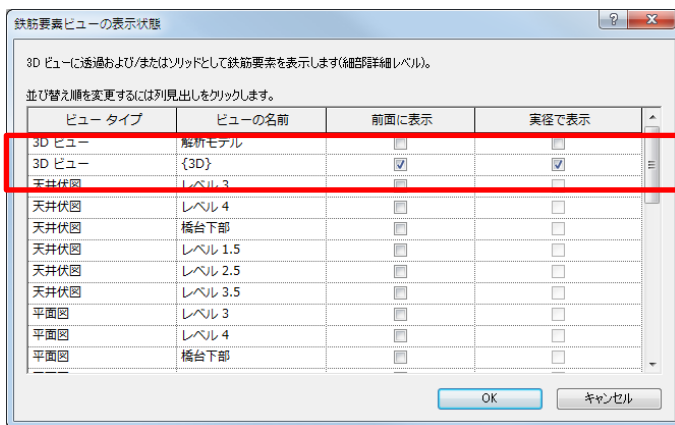 鉄筋要素ビューの表示状態
3D ビューに透過および/またはソリッドとして鉄筋要素を表示します(細部詳細レベル)。
並び替え順を変更するには列見出しをクリックします。
ビュー タイプ ビューの名前 前面に表示 実径で表示
3D ビュー 解析モデル
3D ビュー {3D}
天井伏図 レベル 3
天井伏図 レベル 4
天井伏図 橋台下部
天井伏図 レベル 1.5
天井伏図 レベル 2.5
天井伏図 レベル 3.5
平面図 レベル 3
平面図 レベル 4
平面図 橋台下部
OK キャンセル